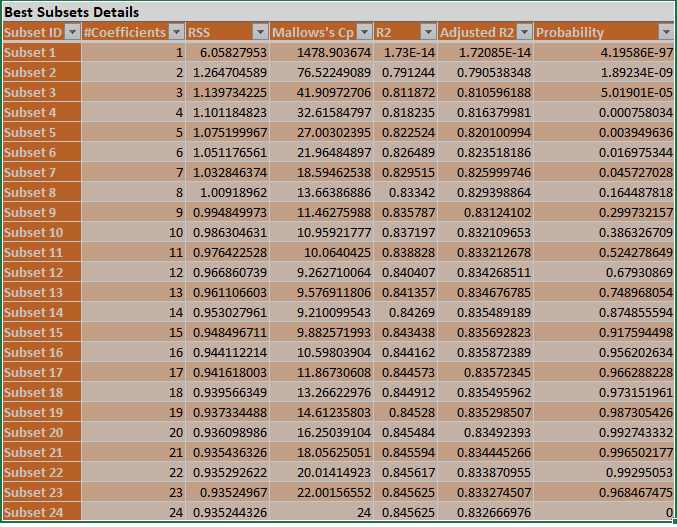 Best Subsets Details
Subset ID #Coefficients RSS Mallows's Cp R2 Adjusted R2 Probability
Subset 1 1 6.05827953 1478.903674 1.73E-14 1.72085E-14 4.19586E-97
Subset 2 2 1.264704589 76.52249089 0.791244 0.790538348 1.89234E-09
Subset 3 3 1.139734225 41.90972706 0.811872 0.810596188 5.01901E-05
Subset 4 4 1.101184823 32.61584797 0.818235 0.816379981 0.000758034
Subset 5 5 1.075199967 27.00302395 0.822524 0.820100994 0.003949636
Subset 6 6 1.051176561 21.96484897 0.826489 0.823518186 0.016975344
Subset 7 7 1.032846374 18.59462538 0.829515 0.825999746 0.045727028
Subset 8 8 1.00918962 13.66386886 0.83342 0.829398864 0.164487818
Subset 9 9 0.994849973 11.46275988 0.835787 0.83124102 0.299732157
Subset 10 10 0.986304631 10.95921777 0.837197 0.832109653 0.386326709
Subset 11 11 0.976422528 10.0640425 0.838828 0.833212678 0.524278649
Subset 12 12 0.966860739 9.262710064 0.840407 0.834268511 0.67930869
Subset 13 13 0.961106603 9.576911806 0.841357 0.834676785 0.748968054
Subset 14 14 0.953027961 9.210099543 0.84269 0.835489189 0.874855594
Subset 15 15 0.948496711 9.882571993 0.843438 0.835692823 0.917594498
Subset 16 16 0.944112214 10.59803904 0.844162 0.835872389 0.956202634
Subset 17 17 0.941618003 11.86730608 0.844573 0.83572345 0.966288228
Subset 18 18 0.939566349 13.26622976 0.844912 0.835495562 0.973151961
Subset 19 19 0.937334488 14.61235803 0.84528 0.835298507 0.987305426
Subset 20 20 0.936098986 16.25039104 0.845484 0.83492393 0.992743332
Subset 21 21 0.935436326 18.05625051 0.845594 0.834445266 0.996502177
Subset 22 22 0.935292622 20.01414923 0.845617 0.833870955 0.99295053
Subset 23 23 0.93524967 22.00156552 0.845625 0.833274507 0.968467475
Subset 24 24 0.935244326 24 0.845625 0.832666976 0